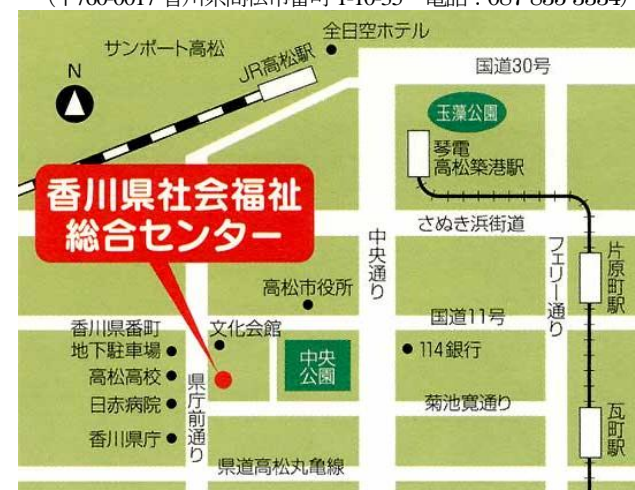 全日空ホテル
サンポート高松
JR高松駅
国道30号
N
玉藻公園
琴電
高松築港駅
香川県社会福祉
総合センター
さぬき浜街道
中央通り
フェリー通り
片原町駅
高松市役所
国道11号
香川県番町
地下駐車場
文化会館
中央
公園
114銀行
高松高校
県庁前通り
日赤病院
菊池寛通り
瓦町駅
香川県庁
県道高松丸亀線